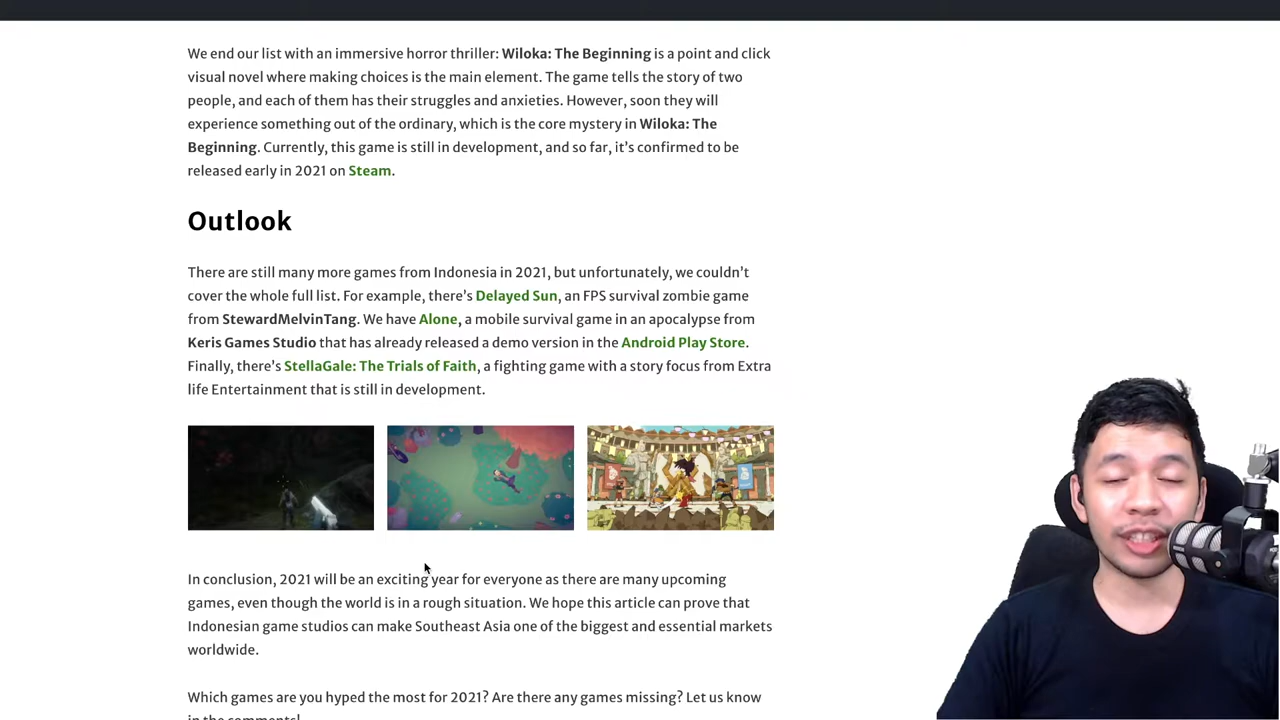 We end our list with an immersive horror thriller: Wiloka: The Beginning is a point and click
visual novel where making choices is the main element. The game tells the story of two
people, and each of them has their struggles and anxieties. However, soon they will
experience something out of the ordinary, which is the core mystery in Wiloka: The
Beginning. Currently, this game is still in development, and so far, it’s confirmed to be
released early in 2021 on Steam.
Outlook
There are still many more games from Indonesia in 2021, but unfortunately, we couldn’t
cover the whole full list. For example, there’s Delayed Sun, an FPS survival zombie game
from StewardMelvinTang. We have Alone, a mobile survival game in an apocalypse from
Keris Games Studio that has already released a demo version in the Android Play Store.
Finally, there’s StellaGale: The Trials of Faith, a fighting game with a story focus from Extra
life Entertainment that is still in development.
In conclusion, 2021 will be an exciting year for everyone as there are many upcoming
games, even though the world is in a rough situation. We hope this article can prove that
Indonesian game studios can make Southeast Asia one of the biggest and essential markets
worldwide.
Which games are you hyped the most for 2021? Are there any games missing? Let us know
in the comments!